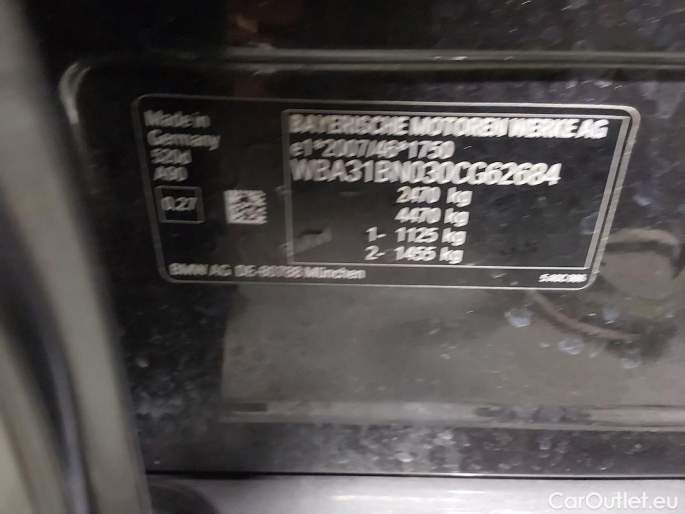 Made in
Germany
320d
A90
0.27
BAYERISCHE MOTOREN WERKE AG
e1*2007/46*1750
WBA31BN030CG62684
2470 kg
4470 kg
1- 1125 kg
2- 1455 kg
BMW AG DE-80788 München
CarOutlet.eu